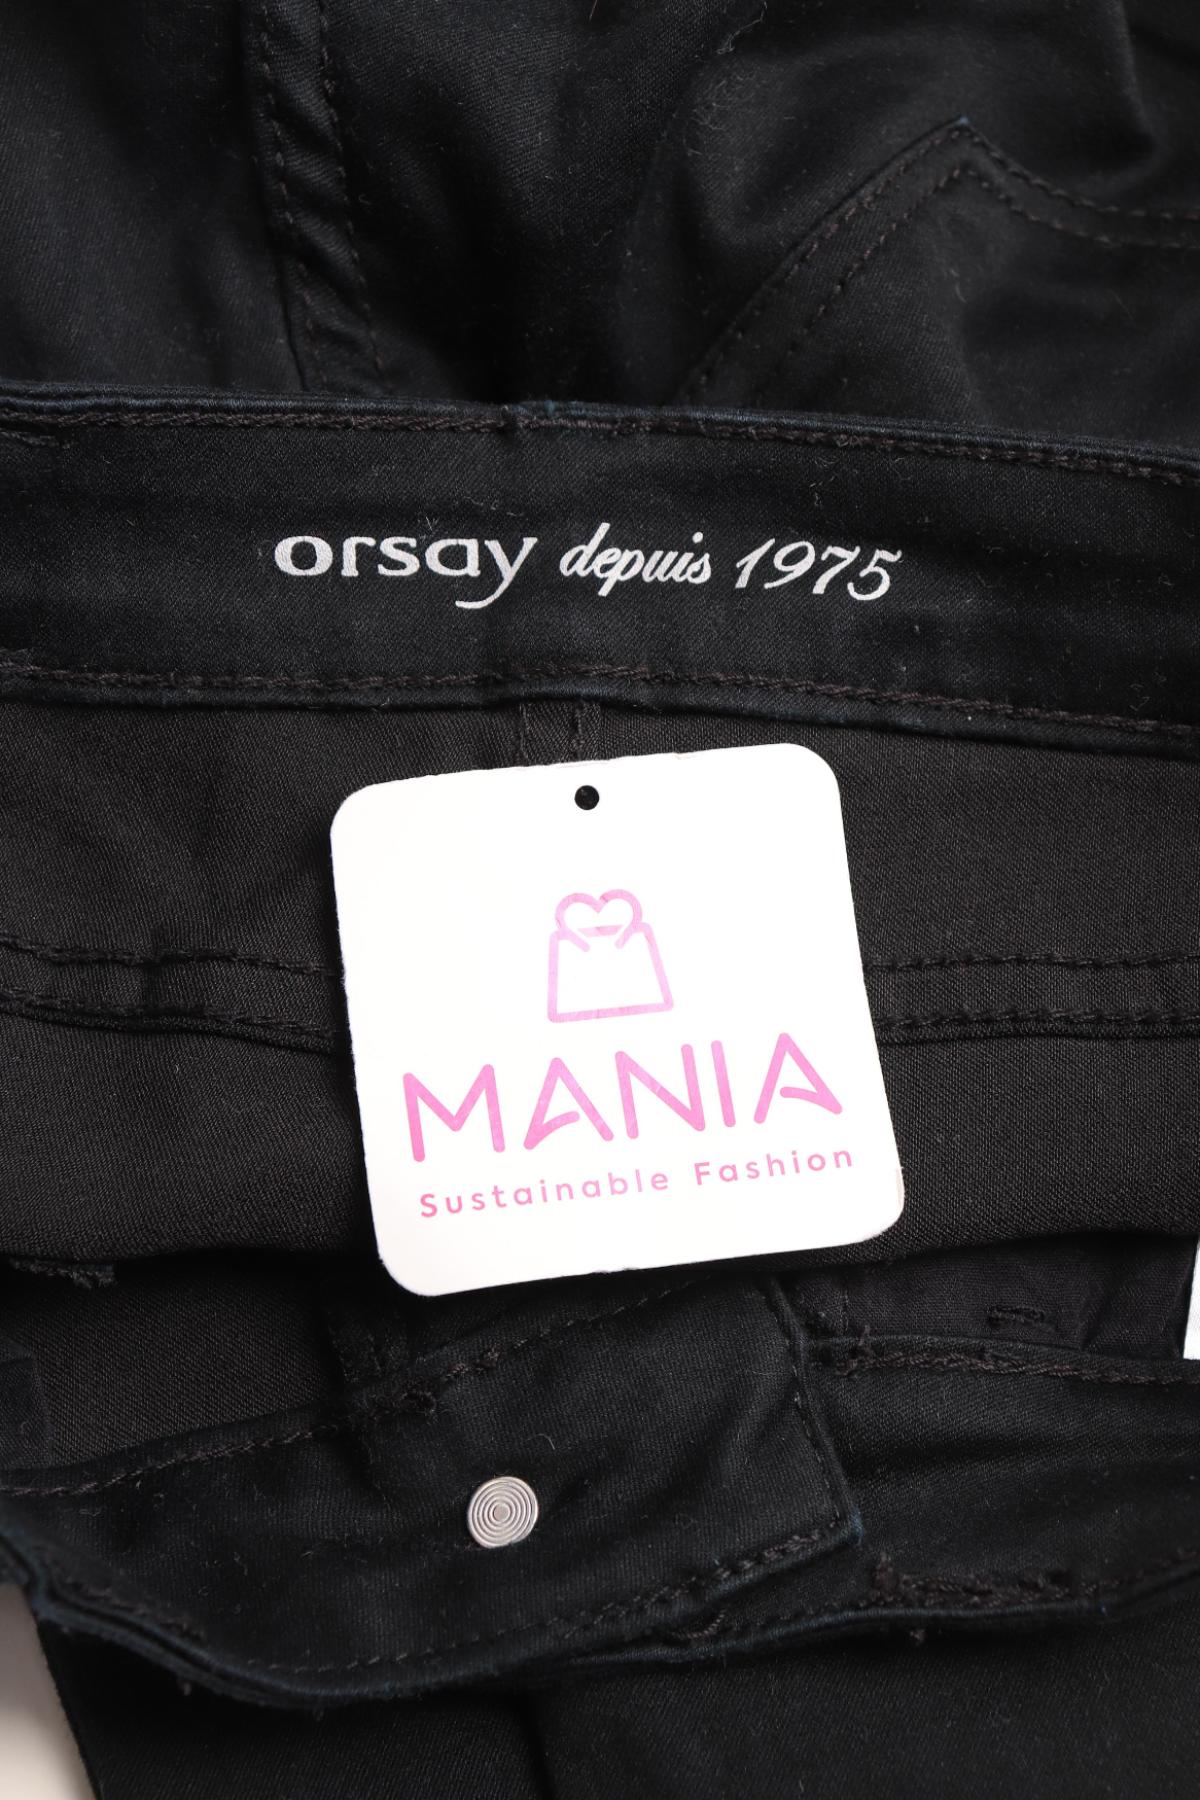 orsay depuis 1975
MANIA
Sustainable Fashion